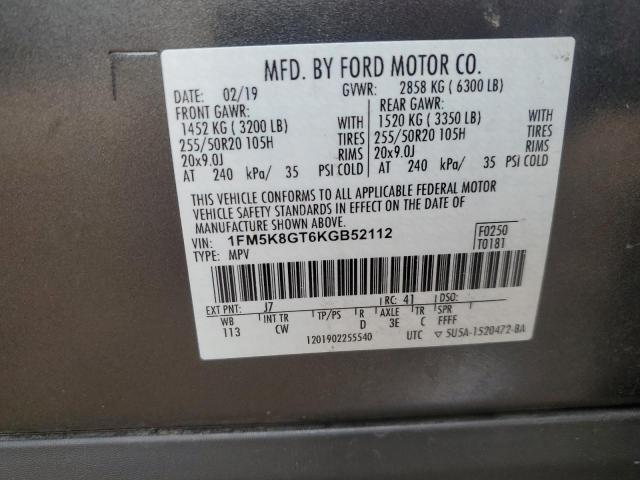 MFD. BY FORD MOTOR CO.
DATE: 02/19 GVWR: 2858 KG ( 6300 LB)
FRONT GAWR: REAR GAWR:
1452 KG ( 3200 LB) WITH 1520 KG ( 3350 LB) WITH
255/50R20 105H TIRES 255/50R20 105H TIRES
20x9.0J RIMS 20x9.0J RIMS
AT 240 kPa/ 35 PSI COLD AT 240 kPa/ 35 PSI COLD
THIS VEHICLE CONFORMS TO ALL APPLICABLE FEDERAL MOTOR
VEHICLE SAFETY STANDARDS IN EFFECT ON THE DATE OF
MANUFACTURE SHOWN ABOVE.
VIN: 1FM5K8GT6KGB52112 F0250
TYPE: MPV T0181
EXT PNT: J7 RC: 41 DSO:
WB INT TR TP/PS R AXLE TR SPR
113 CW D 3E C FFFF
1201902255540 UTC ▽ 5U5A-1520472-BA